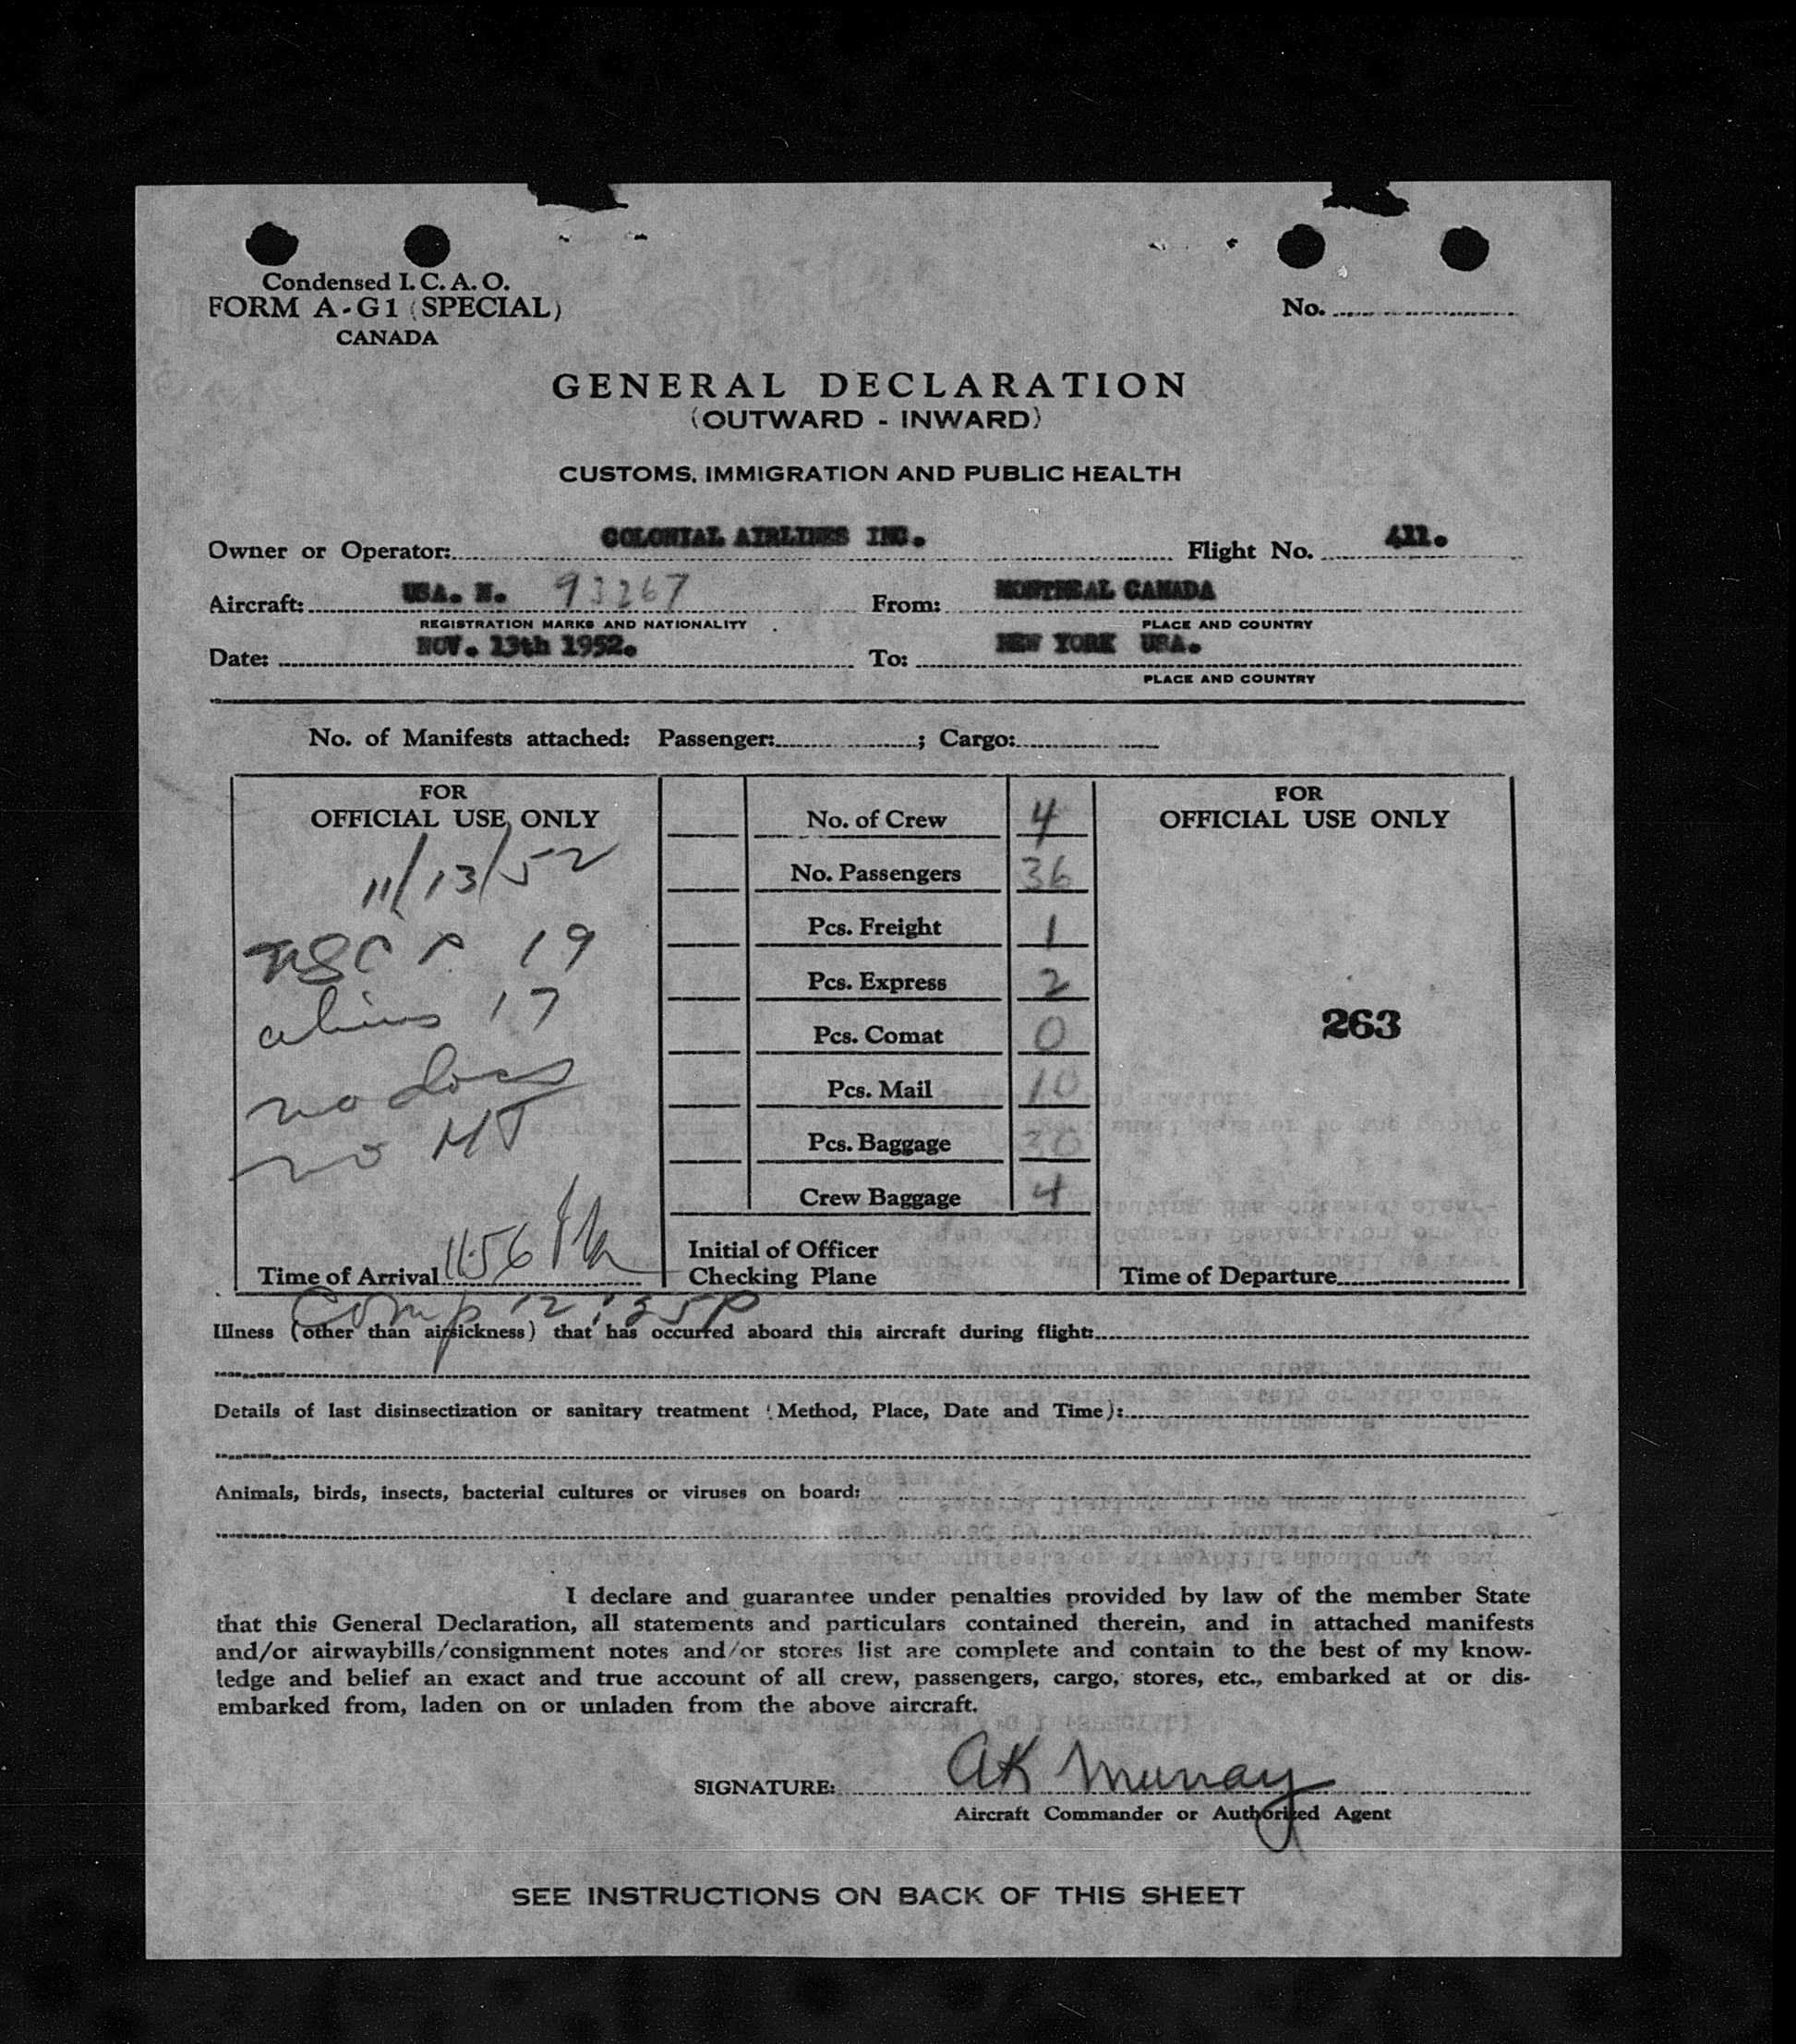 Condensed I. C. A. O.
FORM A-G1 (SPECIAL)
CANADA
No.
GENERAL DECLARATION
(OUTWARD - INWARD)
CUSTOMS, IMMIGRATION AND PUBLIC HEALTH
Owner or Operator: COLONIAL AIRLINES INC. Flight No. 411.
Aircraft: USA. N. 93267 From: MONTREAL CANADA
REGISTRATION MARKS AND NATIONALITY PLACE AND COUNTRY
Date: NOV. 13th 1952. To: NEW YORK USA.
PLACE AND COUNTRY
No. of Manifests attached: Passenger: ; Cargo:
FOR
OFFICIAL USE ONLY
11/13/52
19
aliens 17
no docs
no HT
Time of Arrival 11:56
Comp 12:35P
No. of Crew 4
No. Passengers 36
Pcs. Freight 1
Pcs. Express 2
Pcs. Comat 0
Pcs. Mail 10
Pcs. Baggage 30
Crew Baggage 4
Initial of Officer
Checking Plane
FOR
OFFICIAL USE ONLY
263
Time of Departure
Illness (other than airsickness) that has occurred aboard this aircraft during flight:
Details of last disinsectization or sanitary treatment (Method, Place, Date and Time):
Animals, birds, insects, bacterial cultures or viruses on board:
I declare and guarantee under penalties provided by law of the member State
that this General Declaration, all statements and particulars contained therein, and in attached manifests
and/or airwaybills/consignment notes and/or stores list are complete and contain to the best of my know-
ledge and belief an exact and true account of all crew, passengers, cargo, stores, etc., embarked at or dis-
embarked from, laden on or unladen from the above aircraft.
SIGNATURE: AK Murray
Aircraft Commander or Authorized Agent
SEE INSTRUCTIONS ON BACK OF THIS SHEET